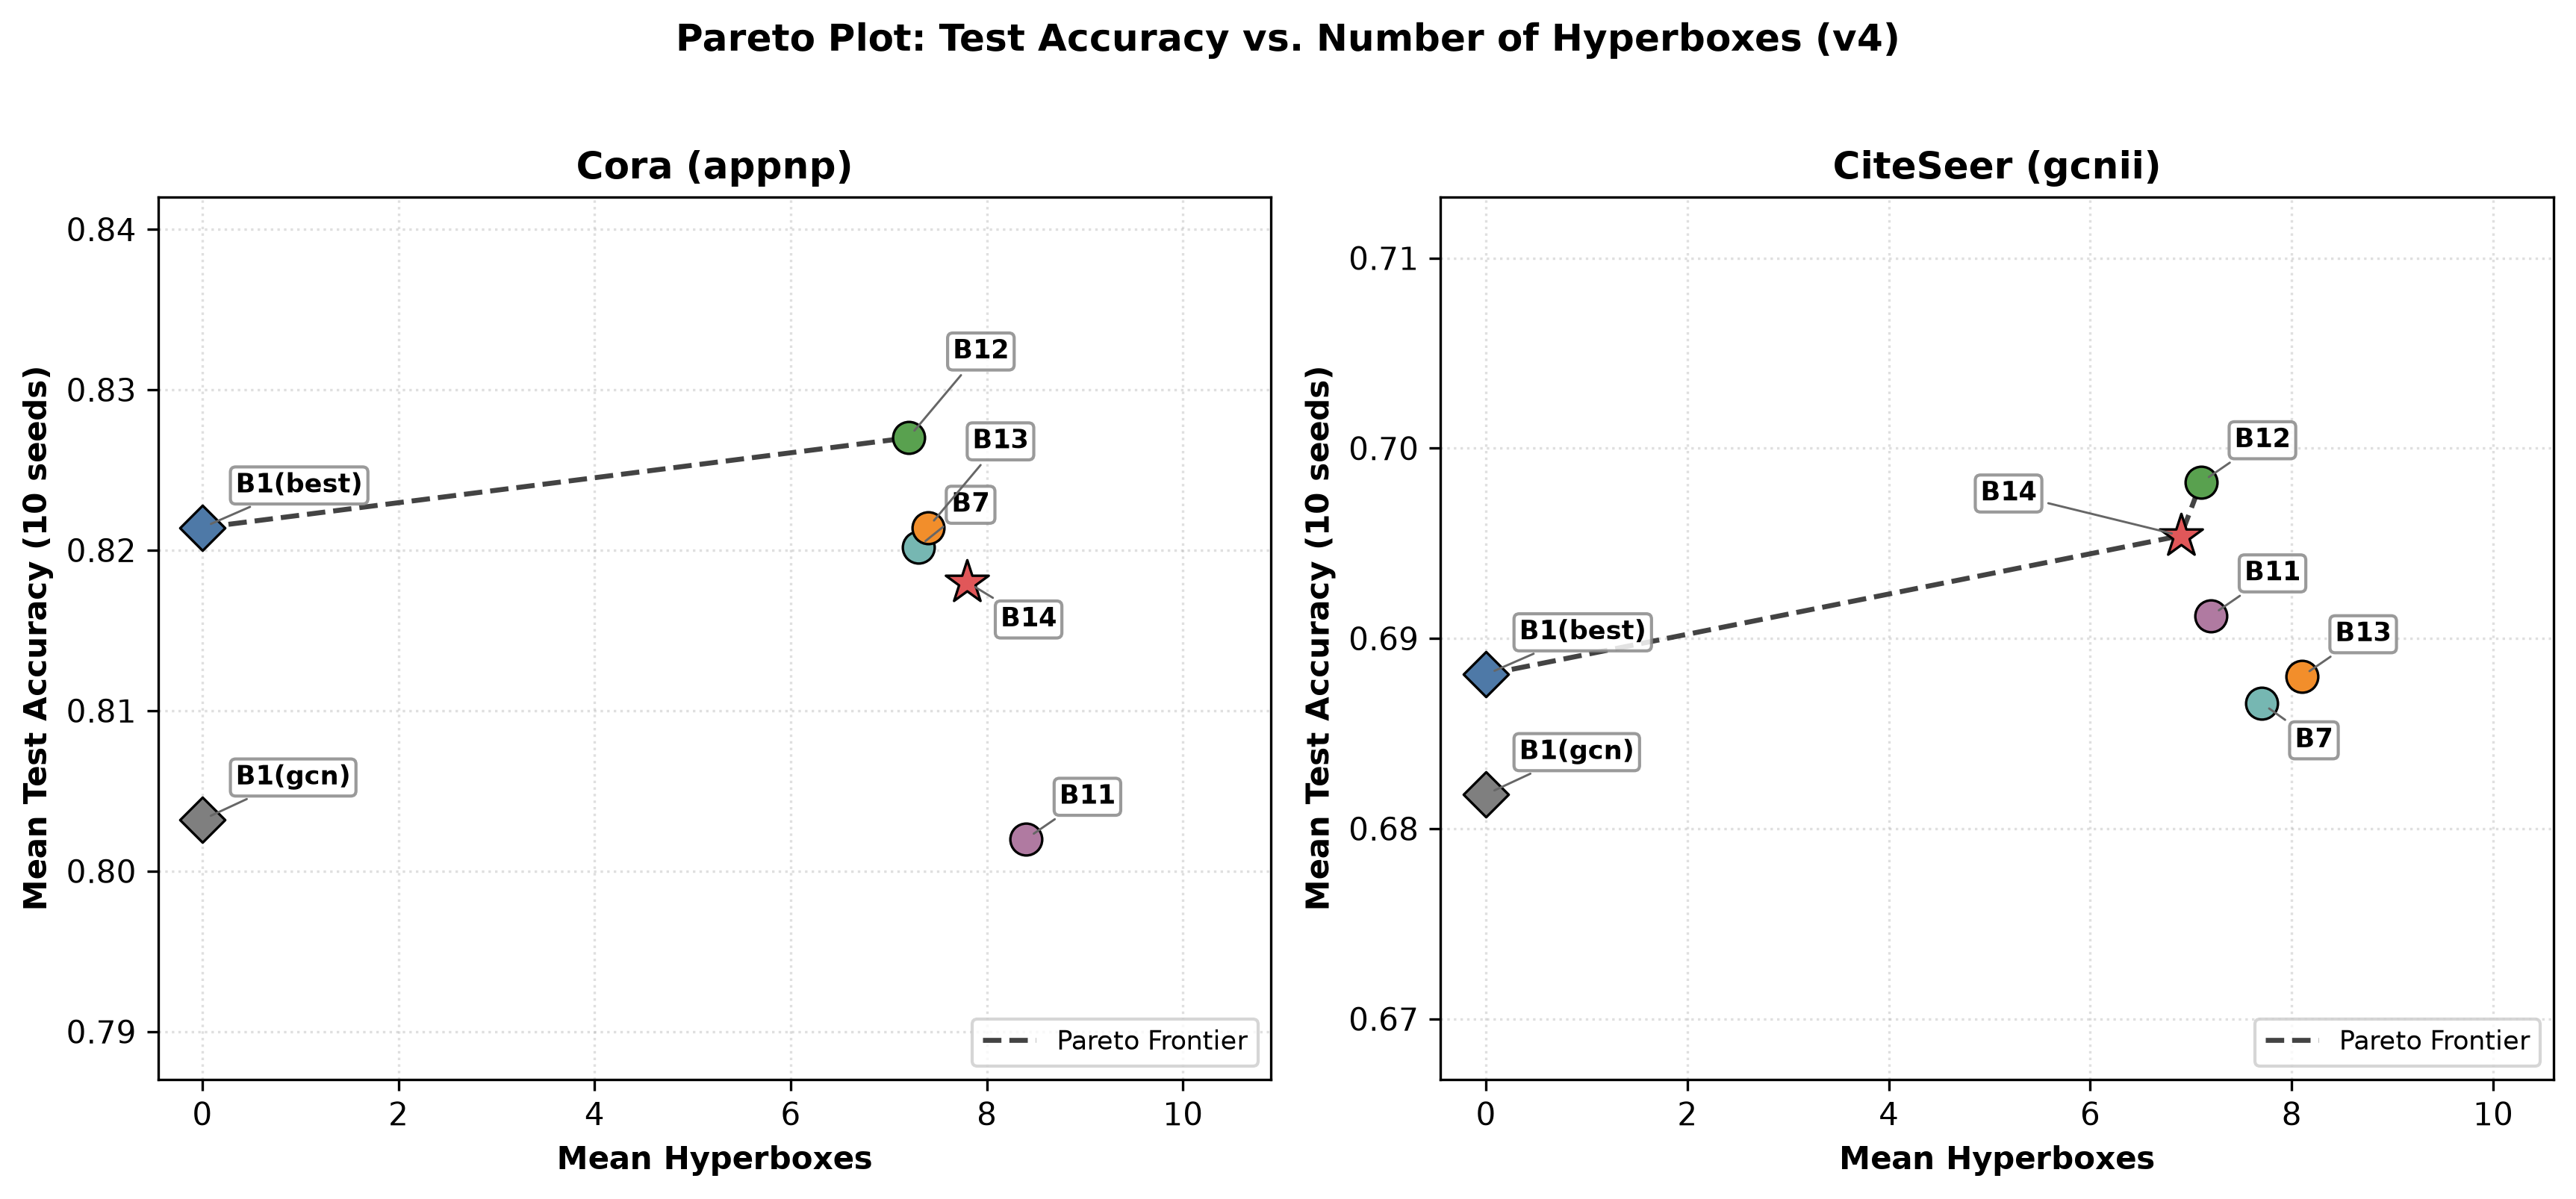 Pareto Plot: Test Accuracy vs. Number of Hyperboxes (v4)
Cora (appnp)
Mean Test Accuracy (10 seeds)
0.84
0.83
0.82
0.81
0.80
0.79
B12
B13
B1(best)
B7
B14
B1(gcn)
B11
Pareto Frontier
0 2 4 6 8 10
Mean Hyperboxes
CiteSeer (gcnii)
Mean Test Accuracy (10 seeds)
0.71
0.70
0.69
0.68
0.67
B12
B14
B11
B1(best)
B13
B7
B1(gcn)
Pareto Frontier
0 2 4 6 8 10
Mean Hyperboxes